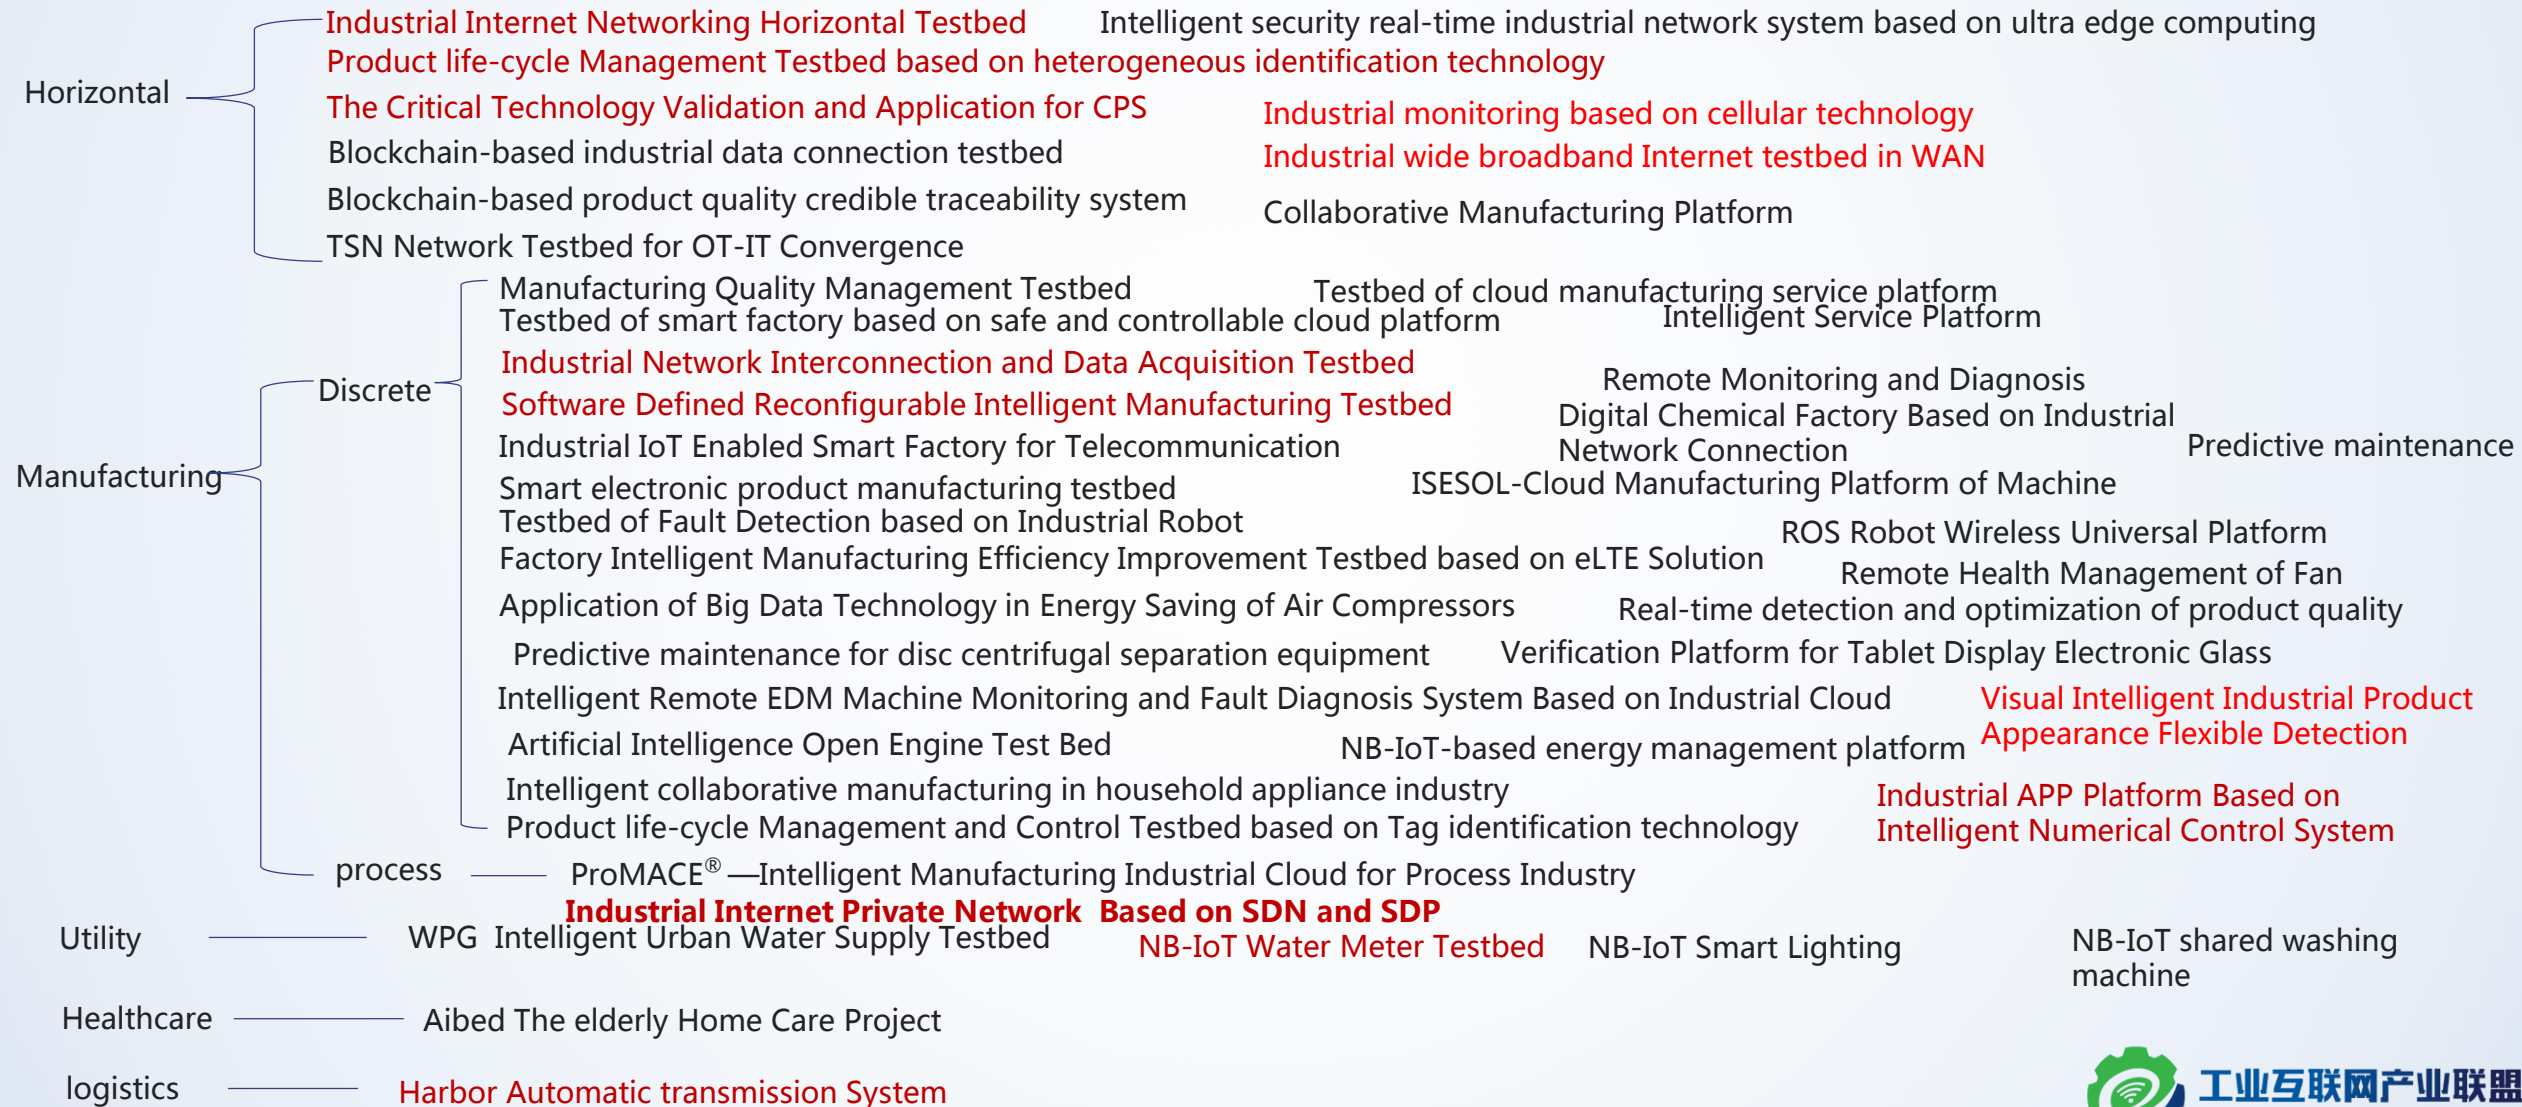 Industrial Internet Networking Horizontal Testbed
Intelligent security real-time industrial network system based on ultra edge computing
Product life-cycle Management Testbed based on heterogeneous identification technology
Horizontal
The Critical Technology Validation and Application for CPS
Industrial monitoring based on cellular technology
Blockchain-based industrial data connection testbed
Industrial wide broadband Internet testbed in WAN
Blockchain-based product quality credible traceability system
Collaborative Manufacturing Platform
TSN Network Testbed for OT-IT Convergence
Manufacturing
Discrete
Manufacturing Quality Management Testbed
Testbed of cloud manufacturing service platform
Testbed of smart factory based on safe and controllable cloud platform
Intelligent Service Platform
Industrial Network Interconnection and Data Acquisition Testbed
Remote Monitoring and Diagnosis
Software Defined Reconfigurable Intelligent Manufacturing Testbed
Digital Chemical Factory Based on Industrial
Network Connection
Industrial IoT Enabled Smart Factory for Telecommunication
Predictive maintenance
Smart electronic product manufacturing testbed
ISESOL-Cloud Manufacturing Platform of Machine
Testbed of Fault Detection based on Industrial Robot
ROS Robot Wireless Universal Platform
Factory Intelligent Manufacturing Efficiency Improvement Testbed based on eLTE Solution
Remote Health Management of Fan
Application of Big Data Technology in Energy Saving of Air Compressors
Real-time detection and optimization of product quality
Predictive maintenance for disc centrifugal separation equipment
Verification Platform for Tablet Display Electronic Glass
Intelligent Remote EDM Machine Monitoring and Fault Diagnosis System Based on Industrial Cloud
Visual Intelligent Industrial Product
Appearance Flexible Detection
Artificial Intelligence Open Engine Test Bed
NB-IoT-based energy management platform
Intelligent collaborative manufacturing in household appliance industry
Industrial APP Platform Based on
Intelligent Numerical Control System
Product life-cycle Management and Control Testbed based on Tag identification technology
process
ProMACE® —Intelligent Manufacturing Industrial Cloud for Process Industry
Industrial Internet Private Network Based on SDN and SDP
Utility
WPG Intelligent Urban Water Supply Testbed
NB-IoT Water Meter Testbed
NB-IoT Smart Lighting
NB-IoT shared washing
machine
Healthcare
Aibed The elderly Home Care Project
logistics
Harbor Automatic transmission System
工业互联网产业联盟